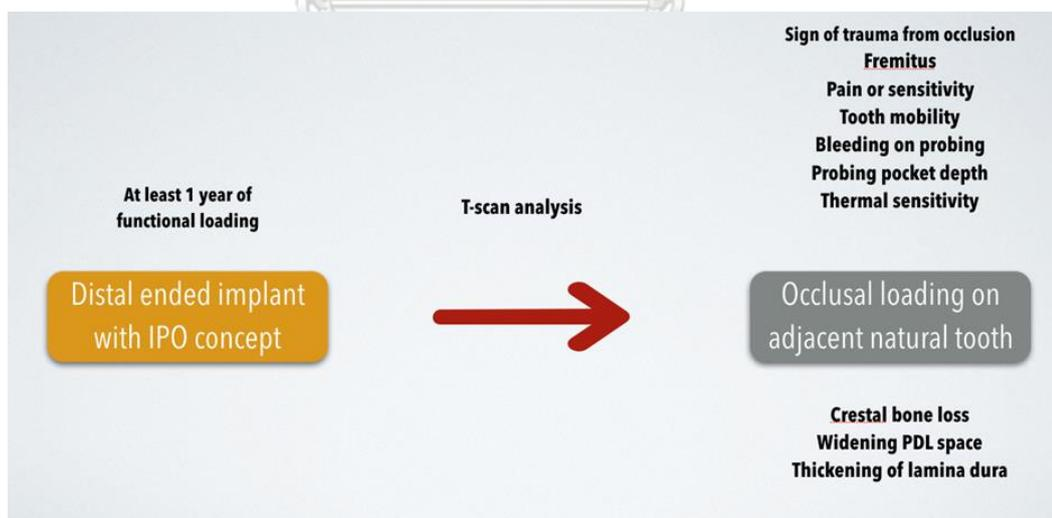 At least 1 year of
functional loading
Distal ended implant
with IPO concept
T-scan analysis
Sign of trauma from occlusion
Fremitus
Pain or sensitivity
Tooth mobility
Bleeding on probing
Probing pocket depth
Thermal sensitivity
Occlusal loading on
adjacent natural tooth
Crestal bone loss
Widening PDL space
Thickening of lamina dura